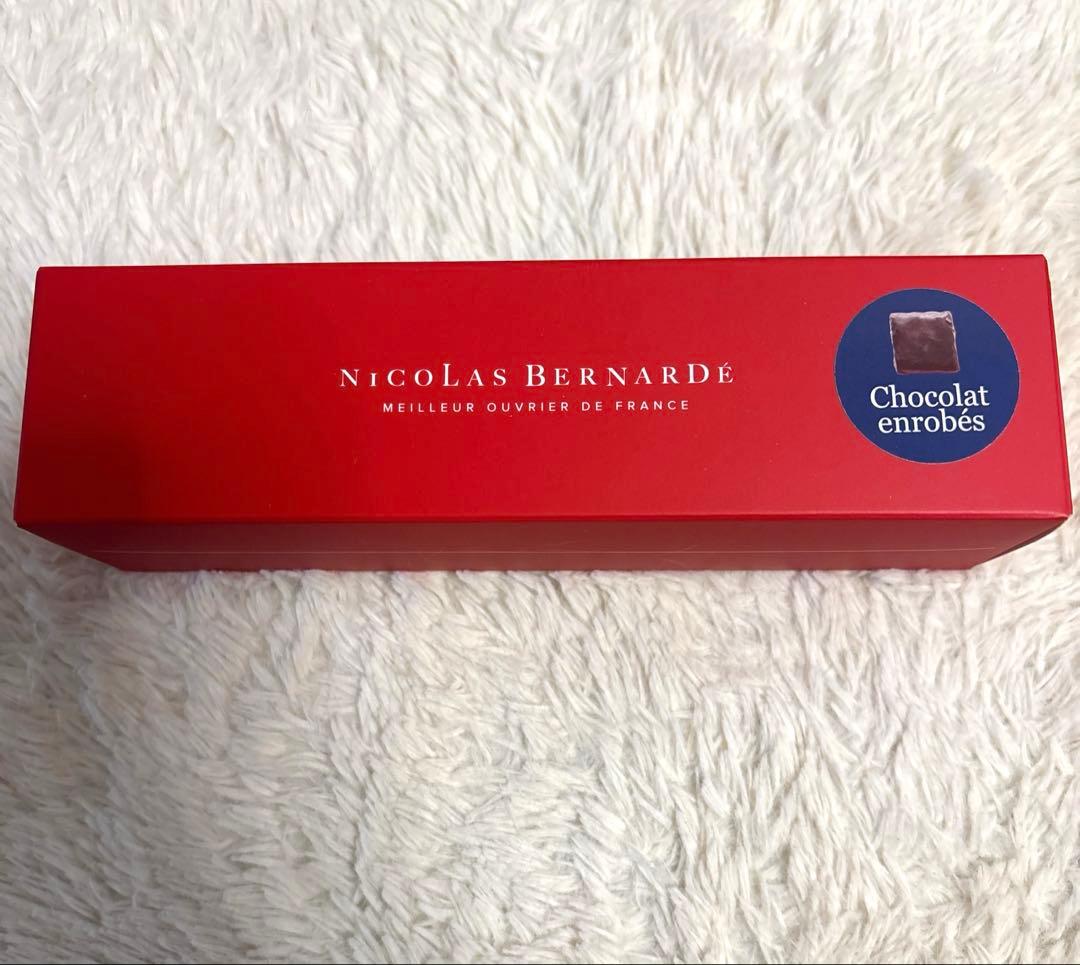 NICOLAS BERNARDÉ
MEILLEUR OUVRIER DE FRANCE
Chocolat
enrobés